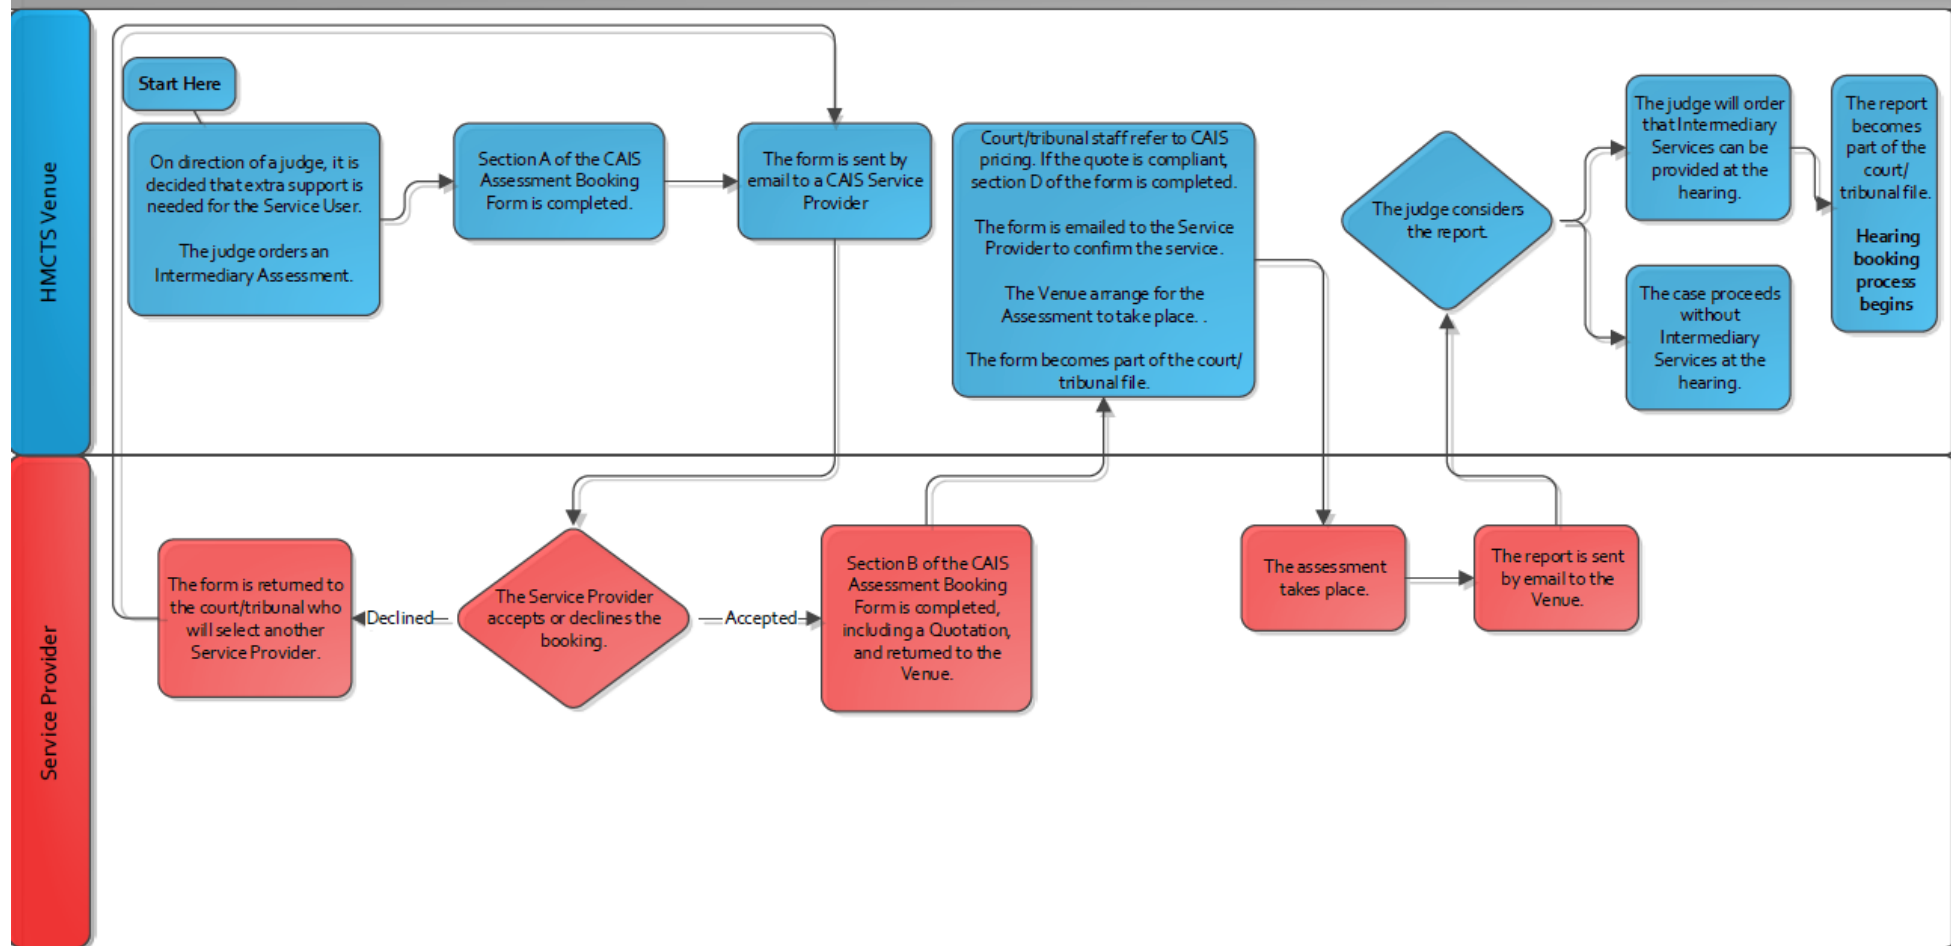 HMCTS Venue
Start Here
On direction of a judge, it is
decided that extra support is
needed for the Service User.
The judge orders an
Intermediary Assessment.
Section A of the CAIS
Assessment Booking
Form is completed.
The form is sent by
email to a CAIS Service
Provider
Court/tribunal staff refer to CAIS
pricing. If the quote is compliant,
section D of the form is completed.
The form is emailed to the Service
Provider to confirm the service.
The Venue arrange for the
Assessment to take place. .
The form becomes part of the court/
tribunal file.
The judge considers
the report.
The judge will order
that Intermediary
Services can be
provided at the
hearing.
The case proceeds
without
Intermediary
Services at the
hearing.
The report
becomes
part of the
court/
tribunal file.
Hearing
booking
process
begins
Service Provider
The form is returned to
the court/tribunal who
will select another
Service Provider.
Declined
The Service Provider
accepts or declines the
booking.
Accepted
Section B of the CAIS
Assessment Booking
Form is completed,
including a Quotation,
and returned to the
Venue.
The assessment
takes place.
The report is sent
by email to the
Venue.